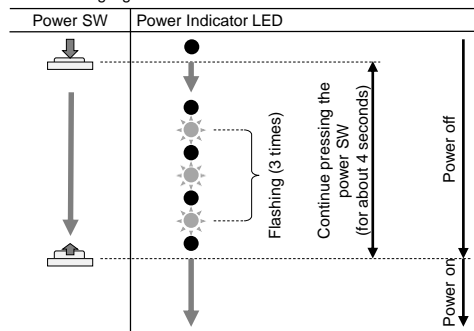 Power SW
Power Indicator LED
Flashing (3 times)
Continue pressing the
power SW
(for about 4 seconds)
Power off
Power on